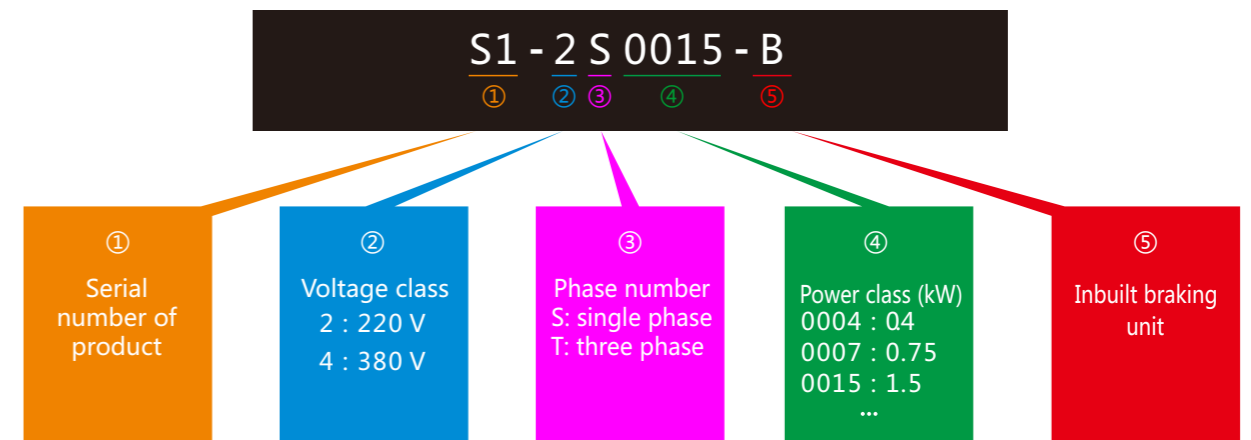 S1 - 2 S 0015 - B
① ② ③ ④ ⑤
①
Serial
number of
product
②
Voltage class
2 : 220 V
4 : 380 V
③
Phase number
S: single phase
T: three phase
④
Power class (kW)
0004 : 0.4
0007 : 0.75
0015 : 1.5
...
⑤
Inbuilt braking
unit